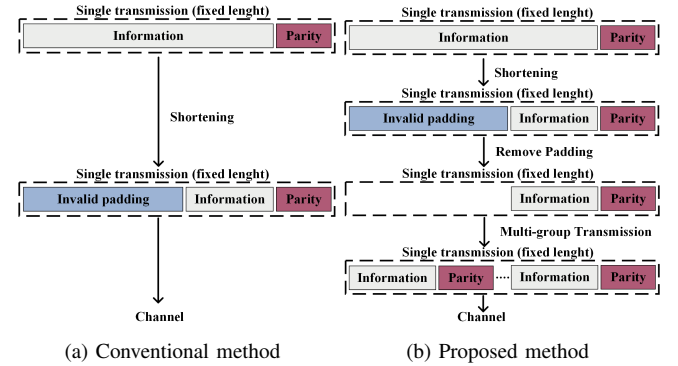 Single transmission (fixed lenght)
Information Parity
Shortening
Single transmission (fixed lenght)
Invalid padding Information Parity
Channel
(a) Conventional method
Single transmission (fixed lenght)
Information Parity
Shortening
Single transmission (fixed lenght)
Invalid padding Information Parity
Remove Padding
Single transmission (fixed lenght)
Information Parity
Multi-group Transmission
Single transmission (fixed lenght)
Information Parity ..... Information Parity
Channel
(b) Proposed method